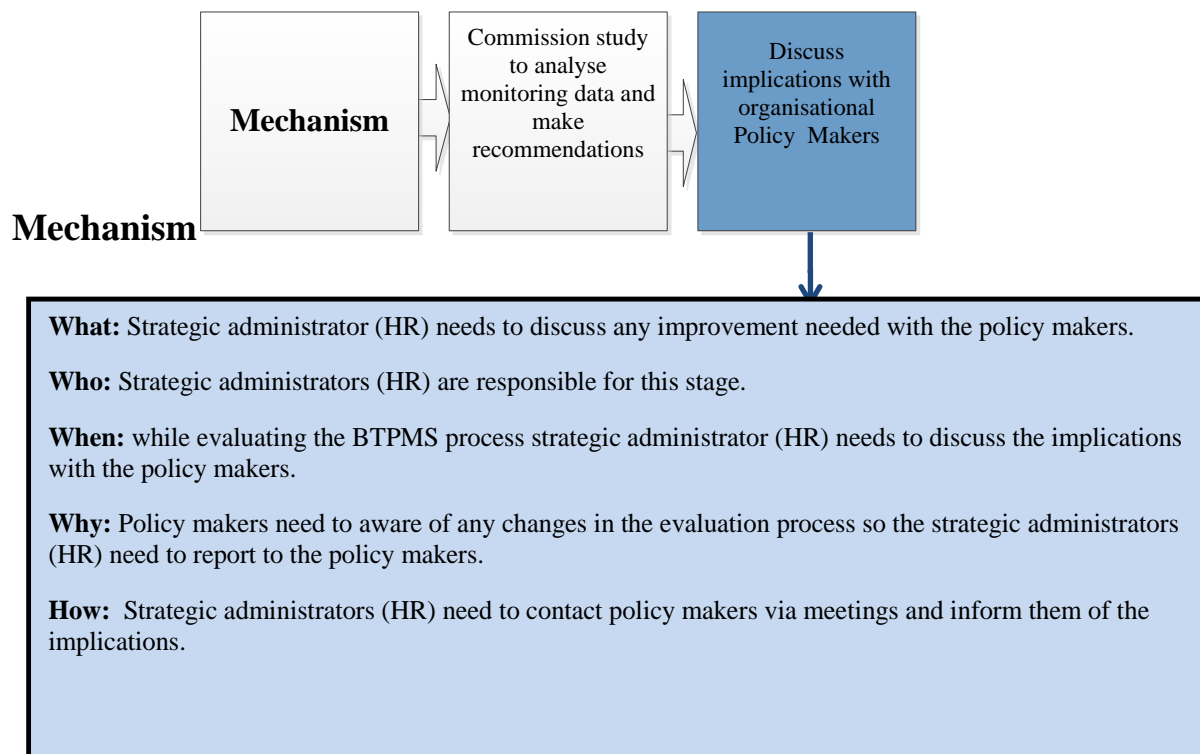 Mechanism
Commission study
to analyse
monitoring data and
make
recommendations
Discuss
implications with
organisational
Policy Makers
Mechanism
What: Strategic administrator (HR) needs to discuss any improvement needed with the policy makers.
Who: Strategic administrators (HR) are responsible for this stage.
When: while evaluating the BTPMS process strategic administrator (HR) needs to discuss the implications
with the policy makers.
Why: Policy makers need to aware of any changes in the evaluation process so the strategic administrators
(HR) need to report to the policy makers.
How: Strategic administrators (HR) need to contact policy makers via meetings and inform them of the
implications.